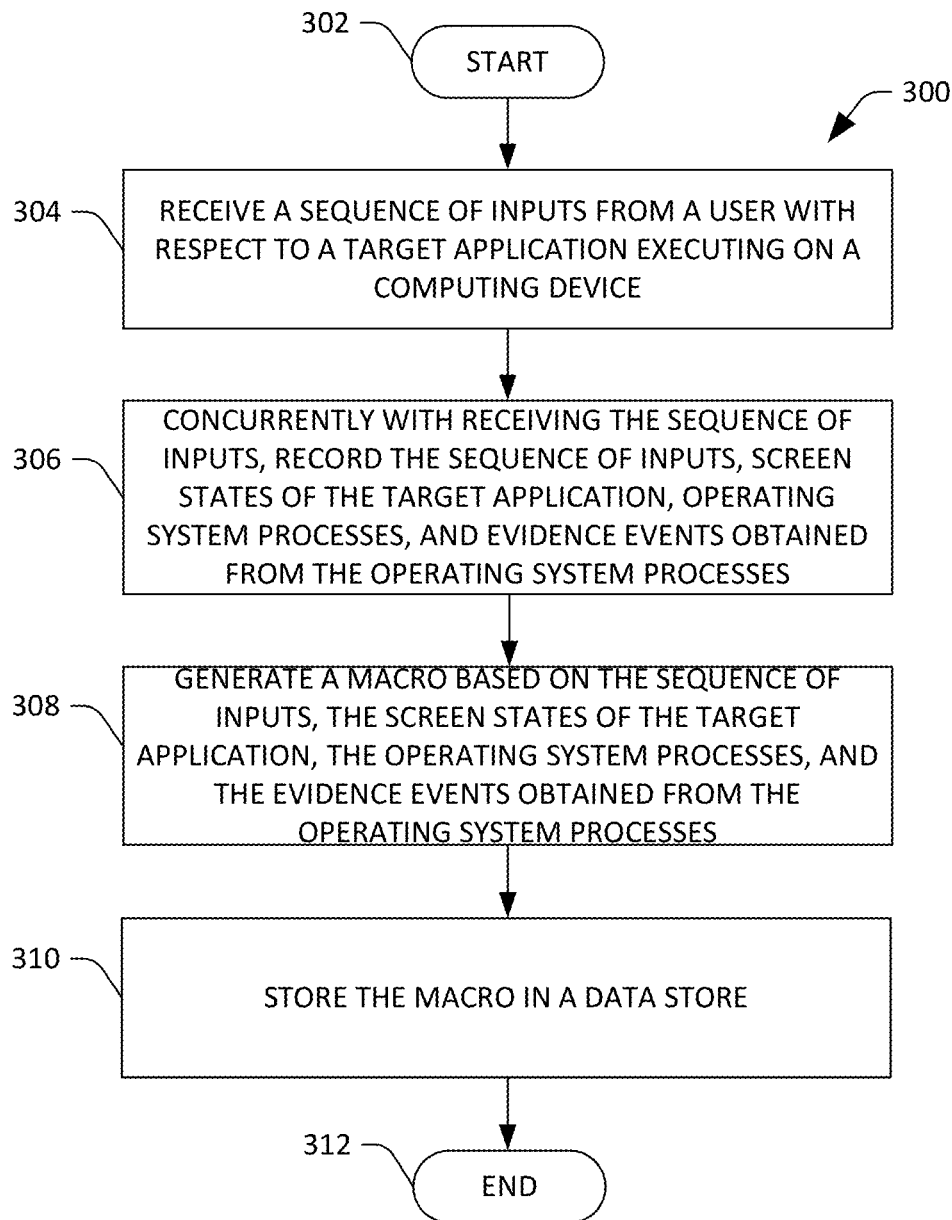 302
START
300
304
RECEIVE A SEQUENCE OF INPUTS FROM A USER WITH
RESPECT TO A TARGET APPLICATION EXECUTING ON A
COMPUTING DEVICE
306
CONCURRENTLY WITH RECEIVING THE SEQUENCE OF
INPUTS, RECORD THE SEQUENCE OF INPUTS, SCREEN
STATES OF THE TARGET APPLICATION, OPERATING
SYSTEM PROCESSES, AND EVIDENCE EVENTS OBTAINED
FROM THE OPERATING SYSTEM PROCESSES
308
GENERATE A MACRO BASED ON THE SEQUENCE OF
INPUTS, THE SCREEN STATES OF THE TARGET
APPLICATION, THE OPERATING SYSTEM PROCESSES, AND
THE EVIDENCE EVENTS OBTAINED FROM THE
OPERATING SYSTEM PROCESSES
310
STORE THE MACRO IN A DATA STORE
312
END